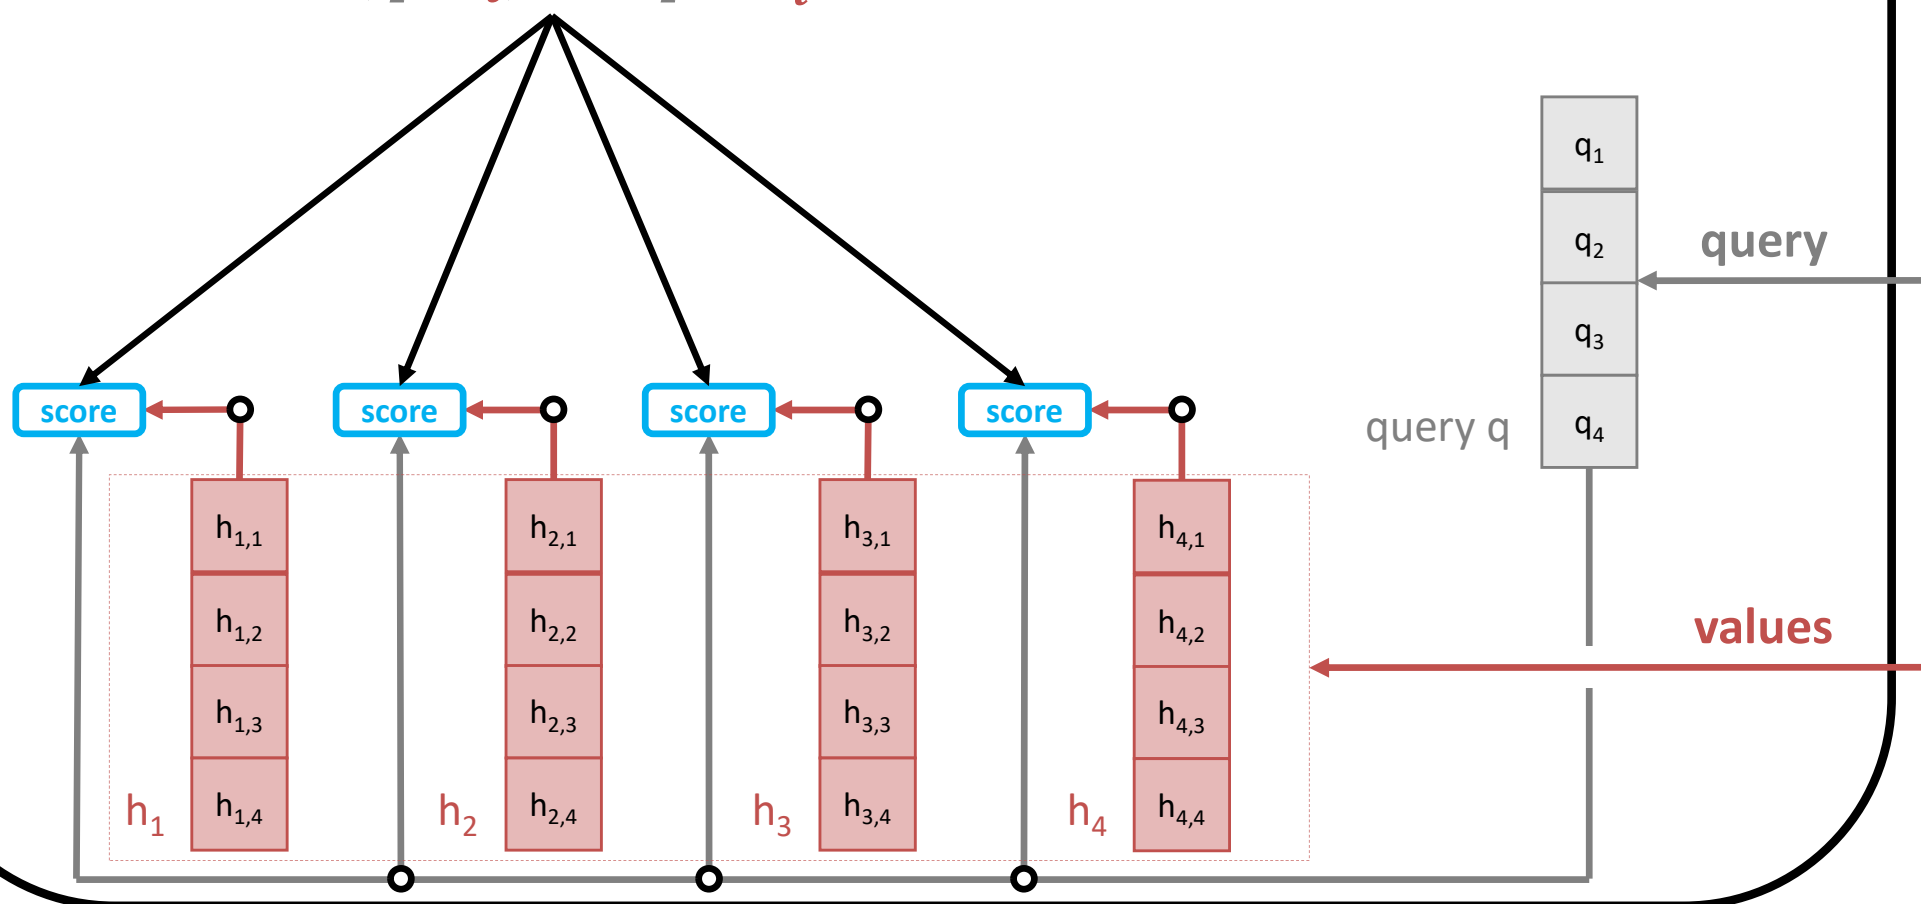 q1
q2
query
q3
score score score score
query q
q4
h1,1 h2,1 h3,1 h4,1
h1,2 h2,2 h3,2 h4,2
values
h1,3 h2,3 h3,3 h4,3
h1 h1,4 h2 h2,4 h3 h3,4 h4 h4,4